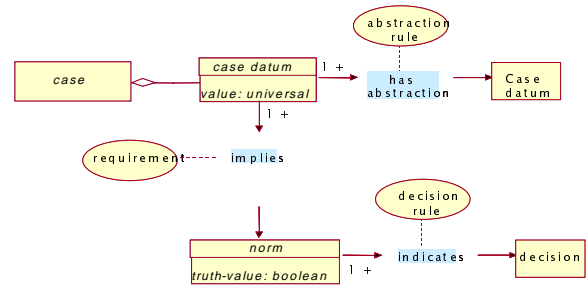 abstraction
rule
case
case datum
value: universal
1 +
has
abstraction
Case
datum
1 +
requirement
implies
decision
rule
norm
truth-value: boolean
1 +
indicates
decision